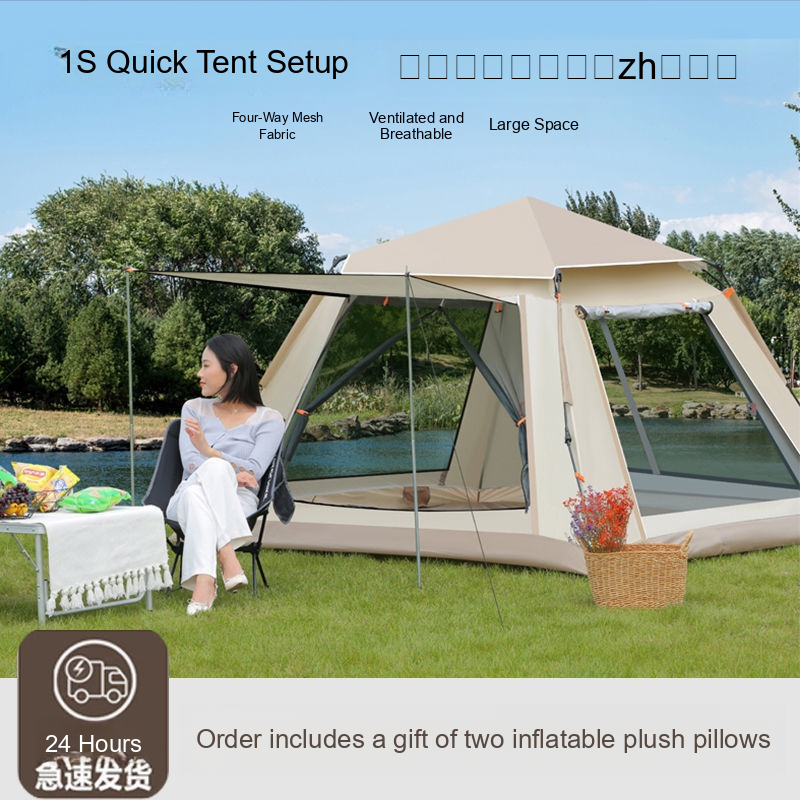 1S Quick Tent Setup
□□□□□□□□zh□□□
Four-Way Mesh
Fabric
Ventilated and
Breathable
Large Space
24 Hours
急速发货
Order includes a gift of two inflatable plush pillows